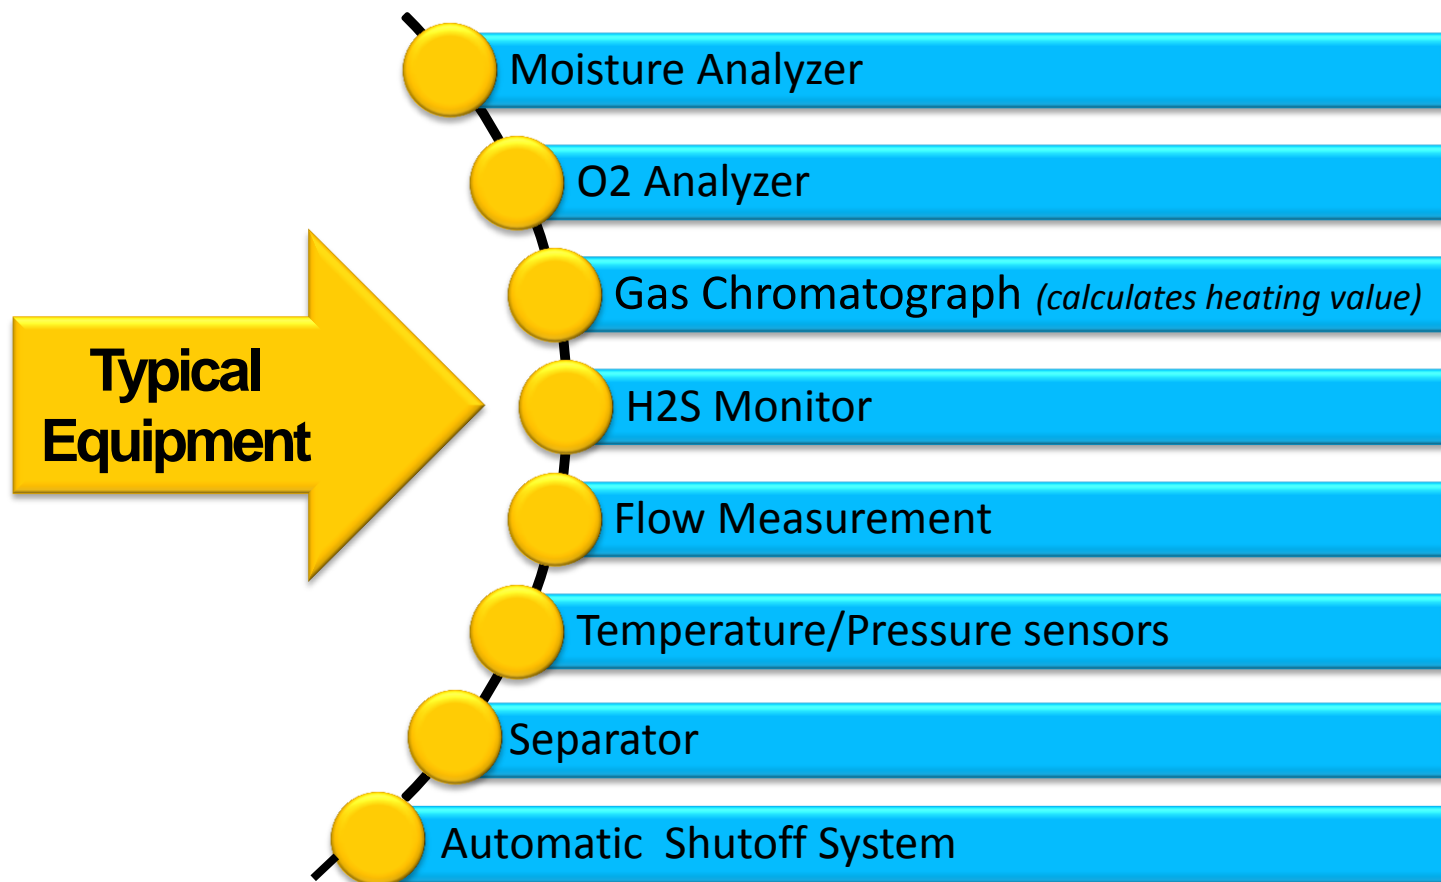 Typical
Equipment
Moisture Analyzer
O2 Analyzer
Gas Chromatograph (calculates heating value)
H2S Monitor
Flow Measurement
Temperature/Pressure sensors
Separator
Automatic  Shutoff System